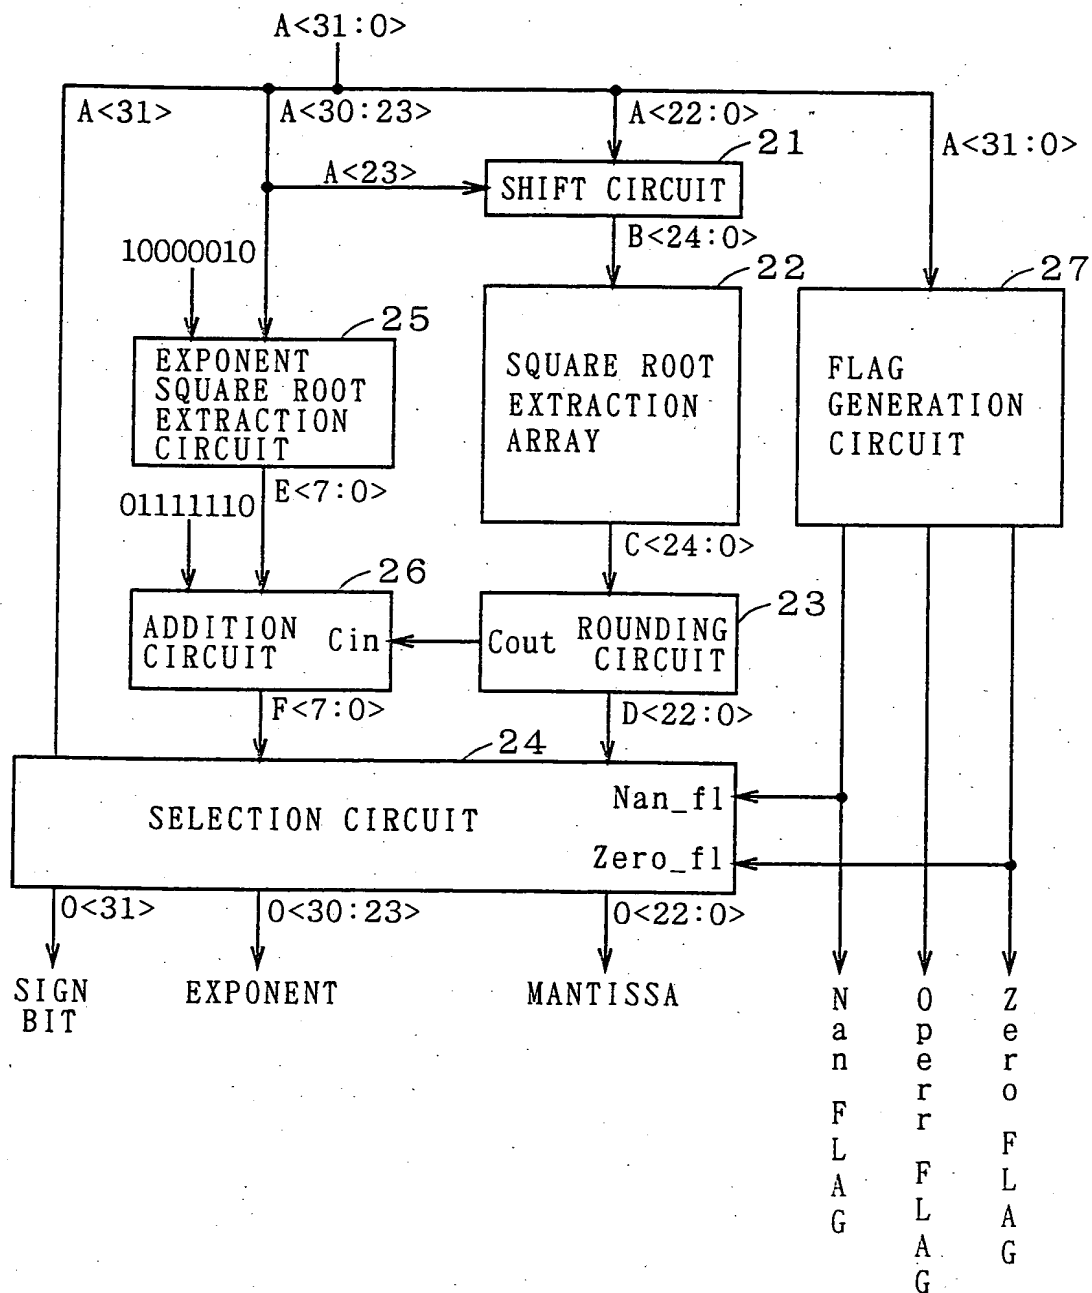 A<31:0>
A<31>
A<30:23>
A<22:0>
A<31:0>
A<23>
21
SHIFT CIRCUIT
B<24:0>
10000010
22
27
25
EXPONENT
SQUARE ROOT
EXTRACTION
CIRCUIT
SQUARE ROOT
EXTRACTION
ARRAY
FLAG
GENERATION
CIRCUIT
E<7:0>
01111110
C<24:0>
26
23
ADDITION
CIRCUIT
Cin
Cout
ROUNDING
CIRCUIT
F<7:0>
D<22:0>
24
SELECTION CIRCUIT
Nan_fl
Zero_fl
O<31>
O<30:23>
O<22:0>
SIGN
BIT
EXPONENT
MANTISSA
Nan FLAG
Operr FLAG
Zero FLAG